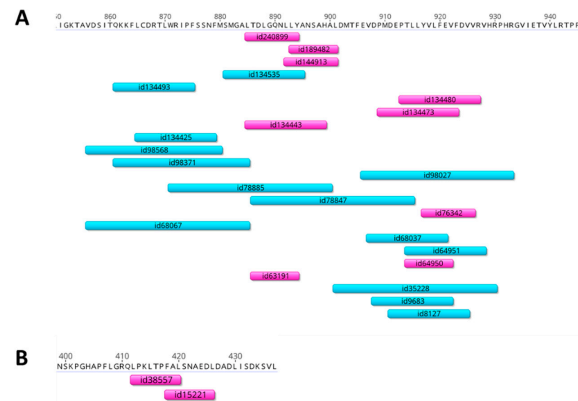 A
50 860 870 880 890 900 910 920 930 940
IGKTAVDSITQKKFLCDRTLWRIPFSSNFMSMGALTDLGQNLLYANSAHALDMTFEVDPMDEPTLLYVLFEVFDVVRVHRPHRGVIETVYLRTPF
id240899
id189482
id144913
id134535
id134493
id134480
id134473
id134443
id134425
id98568
id98371
id98027
id78885
id78847
id76342
id68067
id68037
id64951
id64950
id63191
id35228
id9683
id8127
B
400 410 420 430
NSKPGHAPFLGRQLPKLTPFALSNAEDLDADLISDKSVL
id38557
id15221